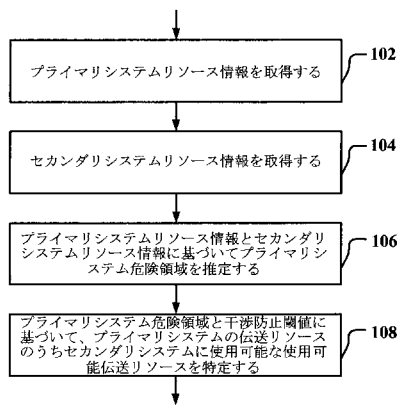 プライマリシステムリソース情報を取得する
102
セカンダリシステムリソース情報を取得する
104
プライマリシステムリソース情報とセカンダリ
システムリソース情報に基づいてプライマリシ
ステム危険領域を推定する
106
プライマリシステム危険領域と干渉防止閾値に
基づいて、プライマリシステムの伝送リソース
のうちセカンダリシステムに使用可能な使用可
能伝送リソースを特定する
108